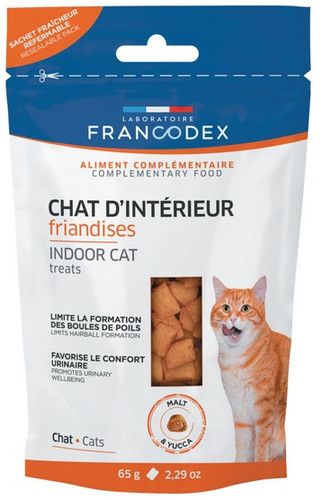 SACHET FRAÎCHEUR
REFERMABLE
RESEALABLE PACK
LABORATOIRE
FRANCODEX
ALIMENT COMPLÉMENTAIRE
COMPLEMENTARY FOOD
CHAT D'INTÉRIEUR
friandises
INDOOR CAT
treats
LIMITE LA FORMATION
DES BOULES DE POILS
LIMITS HAIRBALL FORMATION
FAVORISE LE CONFORT
URINAIRE
PROMOTES URINARY
WELLBEING
MALT
& YUCCA
Chat • Cats
65 g 2,29 oz